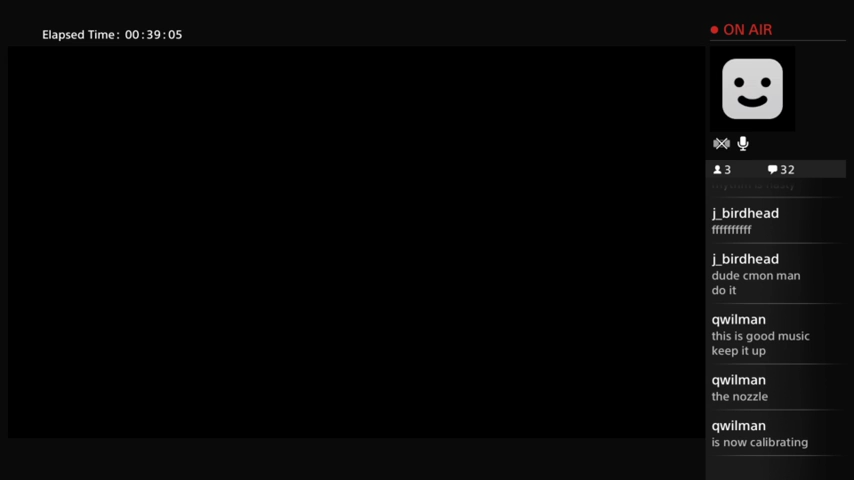 Elapsed Time: 00:39:05
ON AIR
3 32
j_birdhead
ffffffffff
j_birdhead
dude cmon man
do it
qwilman
this is good music
keep it up
qwilman
the nozzle
qwilman
is now calibrating